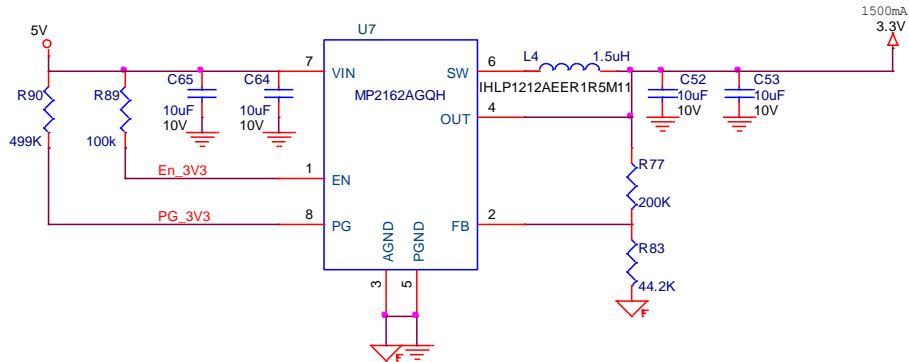 1500mA
3.3V
5V
U7
L4
1.5uH
7
VIN
SW
6
C65
C64
C52
C53
R90
R89
MP2162AGQH
IHLP1212AEER1R5M11
10uF
10V
10uF
10V
10uF
10V
10uF
10V
OUT
4
499K
100k
En_3V3
1
EN
R77
200K
PG_3V3
8
PG
FB
2
AGND
PGND
R83
44.2K
3
5
F
F